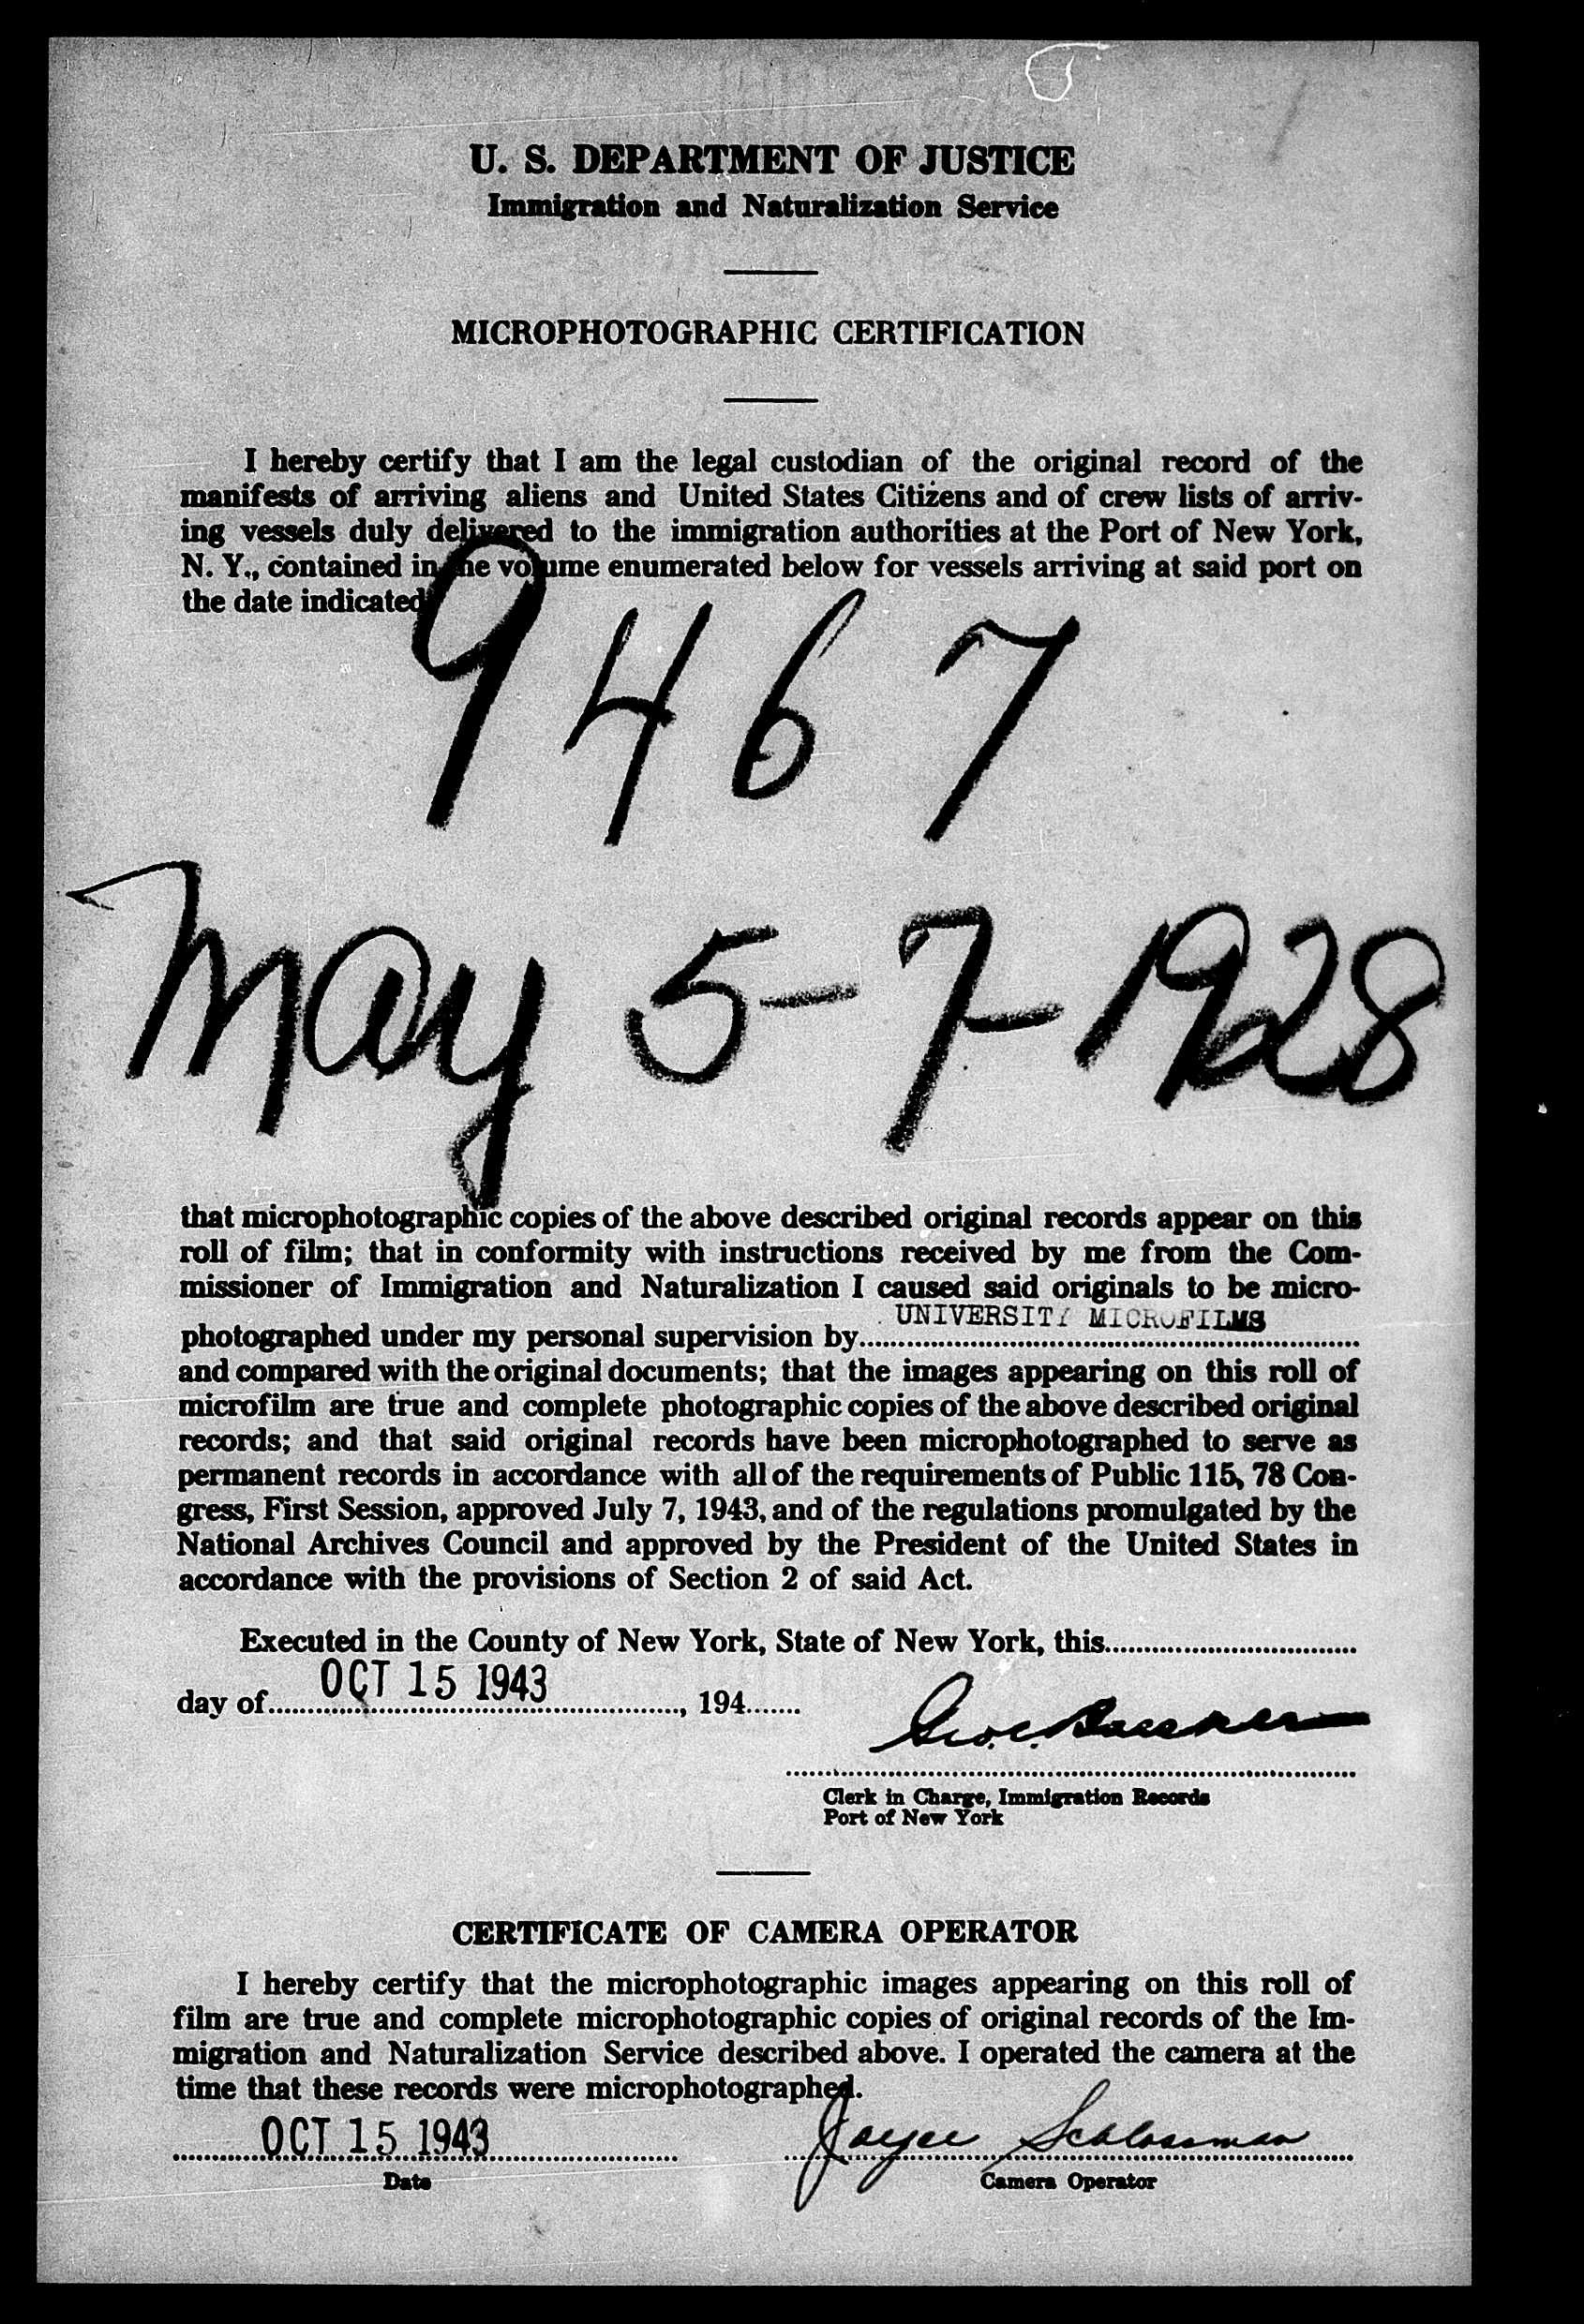 U. S. DEPARTMENT OF JUSTICE
Immigration and Naturalization Service
MICROPHOTOGRAPHIC CERTIFICATION
I hereby certify that I am the legal custodian of the original record of the
manifests of arriving aliens and United States Citizens and of crew lists of arriv-
ing vessels duly delivered to the immigration authorities at the Port of New York,
N. Y., contained in the volume enumerated below for vessels arriving at said port on
the date indicated
9467
May 5-7-1928
that microphotographic copies of the above described original records appear on this
roll of film; that in conformity with instructions received by me from the Com-
missioner of Immigration and Naturalization I caused said originals to be micro-
UNIVERSITY MICROFILMS
photographed under my personal supervision by
and compared with the original documents; that the images appearing on this roll of
microfilm are true and complete photographic copies of the above described original
records; and that said original records have been microphotographed to serve as
permanent records in accordance with all of the requirements of Public 115, 78 Con-
gress, First Session, approved July 7, 1943, and of the regulations promulgated by the
National Archives Council and approved by the President of the United States in
accordance with the provisions of Section 2 of said Act.
Executed in the County of New York, State of New York, this
day of OCT 15 1943, 194
Geo. C.
Clerk in Charge, Immigration Records
Port of New York
CERTIFICATE OF CAMERA OPERATOR
I hereby certify that the microphotographic images appearing on this roll of
film are true and complete microphotographic copies of original records of the Im-
migration and Naturalization Service described above. I operated the camera at the
time that these records were microphotographed.
OCT 15 1943 Joyce Schlossman
Date Camera Operator